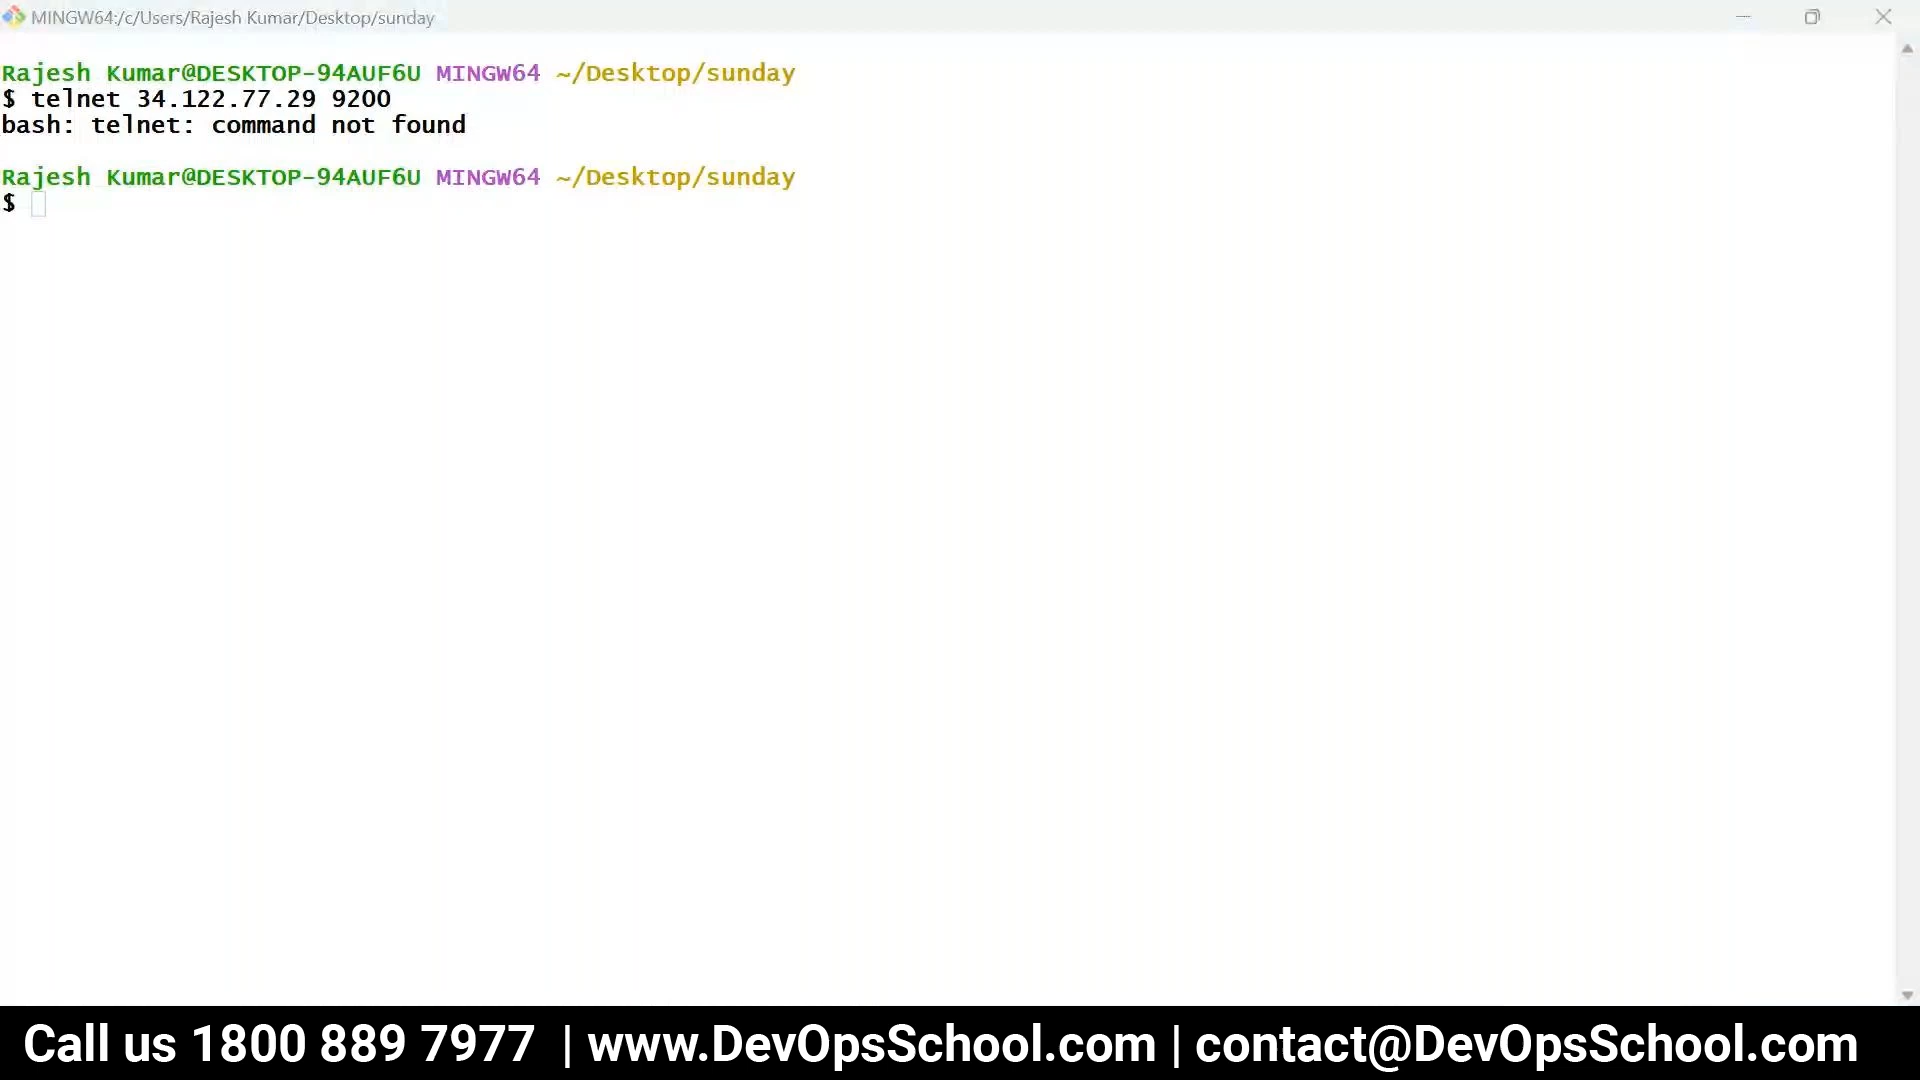 MINGW64:/c/Users/Rajesh Kumar/Desktop/sunday
Rajesh Kumar@DESKTOP-94AUF6U MINGW64 ~/Desktop/sunday
$ telnet 34.122.77.29 9200
bash: telnet: command not found
Rajesh Kumar@DESKTOP-94AUF6U MINGW64 ~/Desktop/sunday
$
Call us 1800 889 7977 | www.DevOpsSchool.com | contact@DevOpsSchool.com